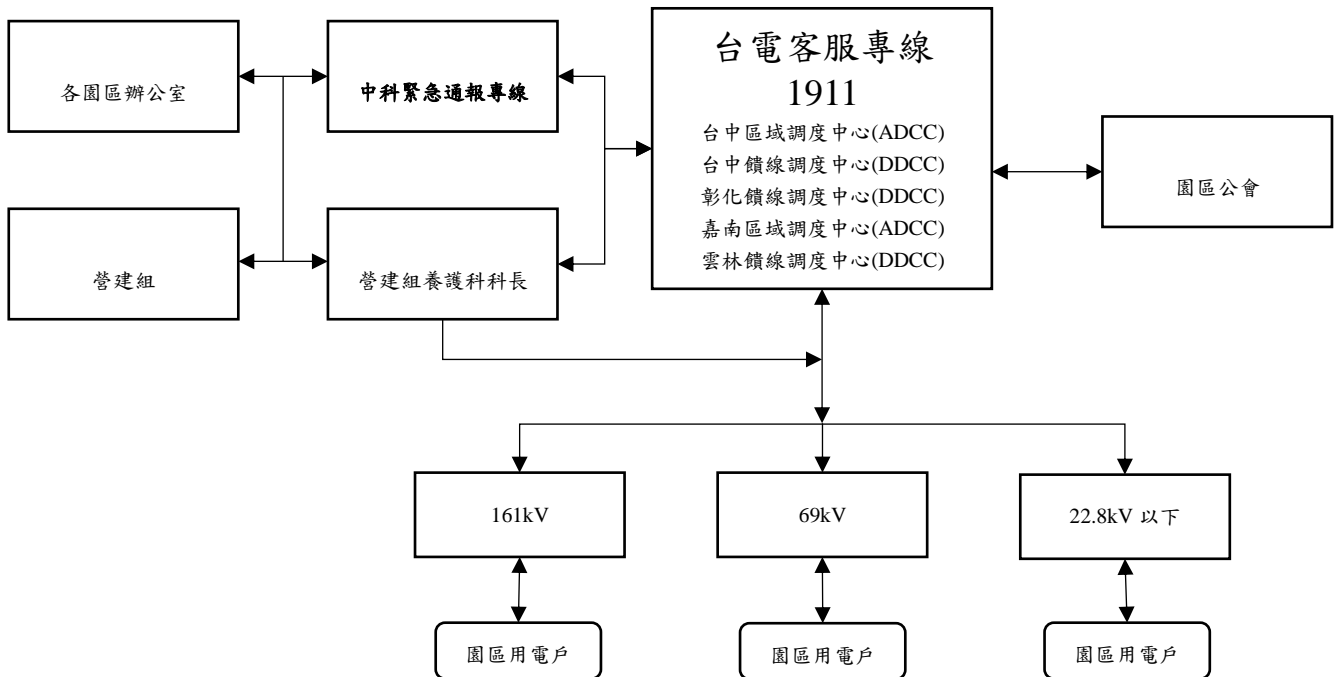 台電客服專線
1911
台中區域調度中心(ADCC)
台中饋線調度中心(DDCC)
彰化饋線調度中心(DDCC)
嘉南區域調度中心(ADCC)
雲林饋線調度中心(DDCC)
各園區辦公室
中科緊急通報專線
園區公會
營建組
營建組養護科科長
161kV
69kV
22.8kV 以下
園區用電戶
園區用電戶
園區用電戶